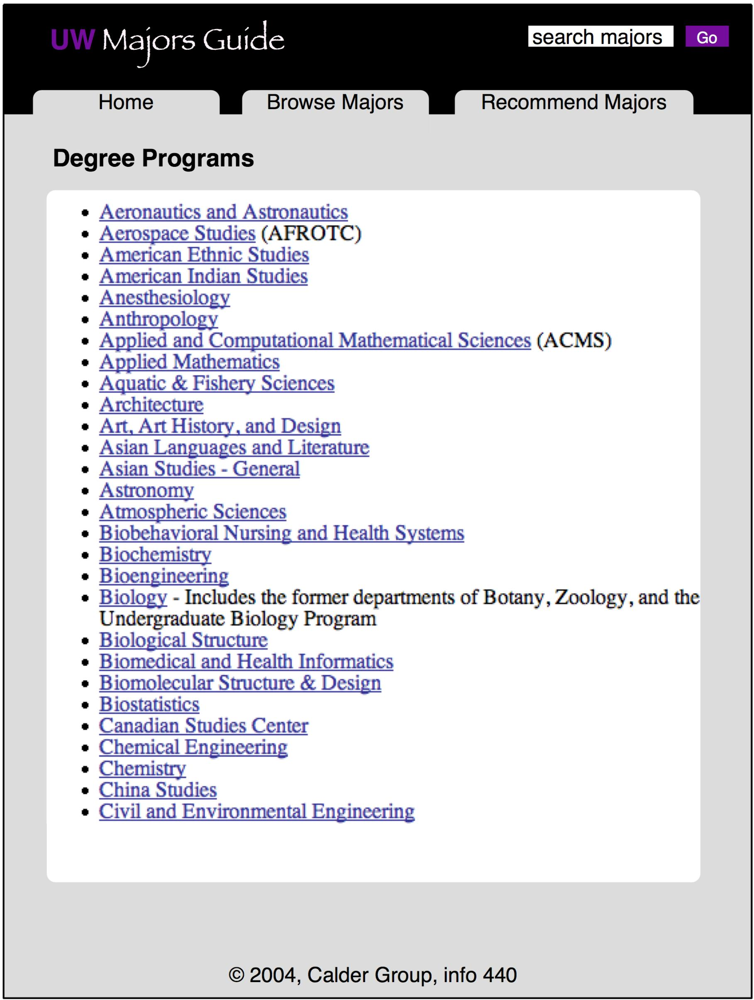 UW Majors Guide
search majors Go
Home Browse Majors Recommend Majors
Degree Programs
Aeronautics and Astronautics
Aerospace Studies (AFROTC)
American Ethnic Studies
American Indian Studies
Anesthesiology
Anthropology
Applied and Computational Mathematical Sciences (ACMS)
Applied Mathematics
Aquatic & Fishery Sciences
Architecture
Art, Art History, and Design
Asian Languages and Literature
Asian Studies - General
Astronomy
Atmospheric Sciences
Biobehavioral Nursing and Health Systems
Biochemistry
Bioengineering
Biology - Includes the former departments of Botany, Zoology, and the
Undergraduate Biology Program
Biological Structure
Biomedical and Health Informatics
Biomolecular Structure & Design
Biostatistics
Canadian Studies Center
Chemical Engineering
Chemistry
China Studies
Civil and Environmental Engineering
© 2004, Calder Group, info 440